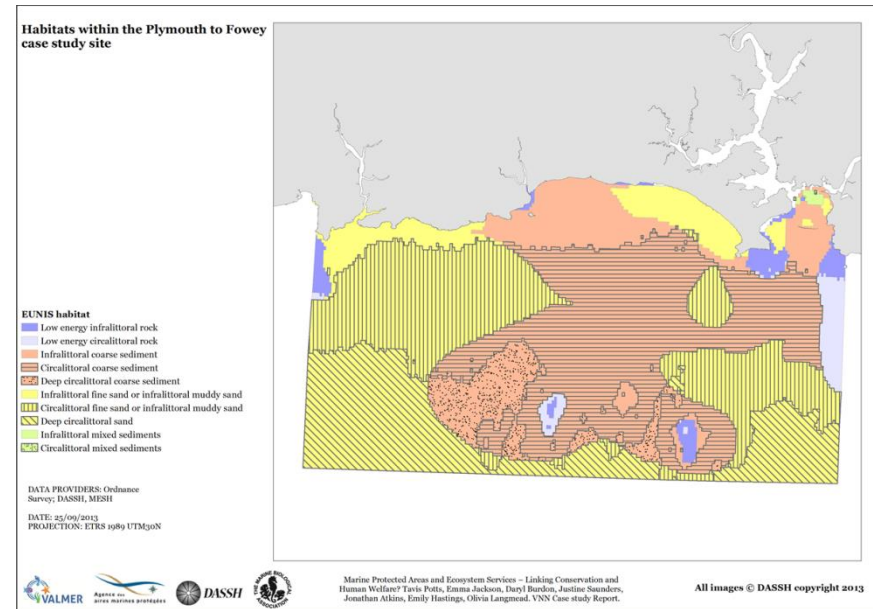 Habitats within the Plymouth to Fowey
case study site
EUNIS habitat
Low energy infralittoral rock
Low energy circalittoral rock
Infralittoral coarse sediment
Circalittoral coarse sediment
Deep circalittoral coarse sediment
Infralittoral fine sand or infralittoral muddy sand
Circalittoral fine sand or infralittoral muddy sand
Deep circalittoral sand
Infralittoral mixed sediments
Circalittoral mixed sediments
DATA PROVIDERS: Ordnance
Survey; DASSH, MESH
DATE: 25/09/2013
PROJECTION: ETRS 1989 UTM30N
VALMER
Agence des
aires marines protégées
DASSH
THE MARINE BIOLOGICAL
ASSOCIATION
Marine Protected Areas and Ecosystem Services – Linking Conservation and
Human Welfare? Tavis Potts, Emma Jackson, Daryl Burdon, Justine Saunders,
Jonathan Atkins, Emily Hastings, Olivia Langmead. VNN Case study Report.
All images © DASSH copyright 2013